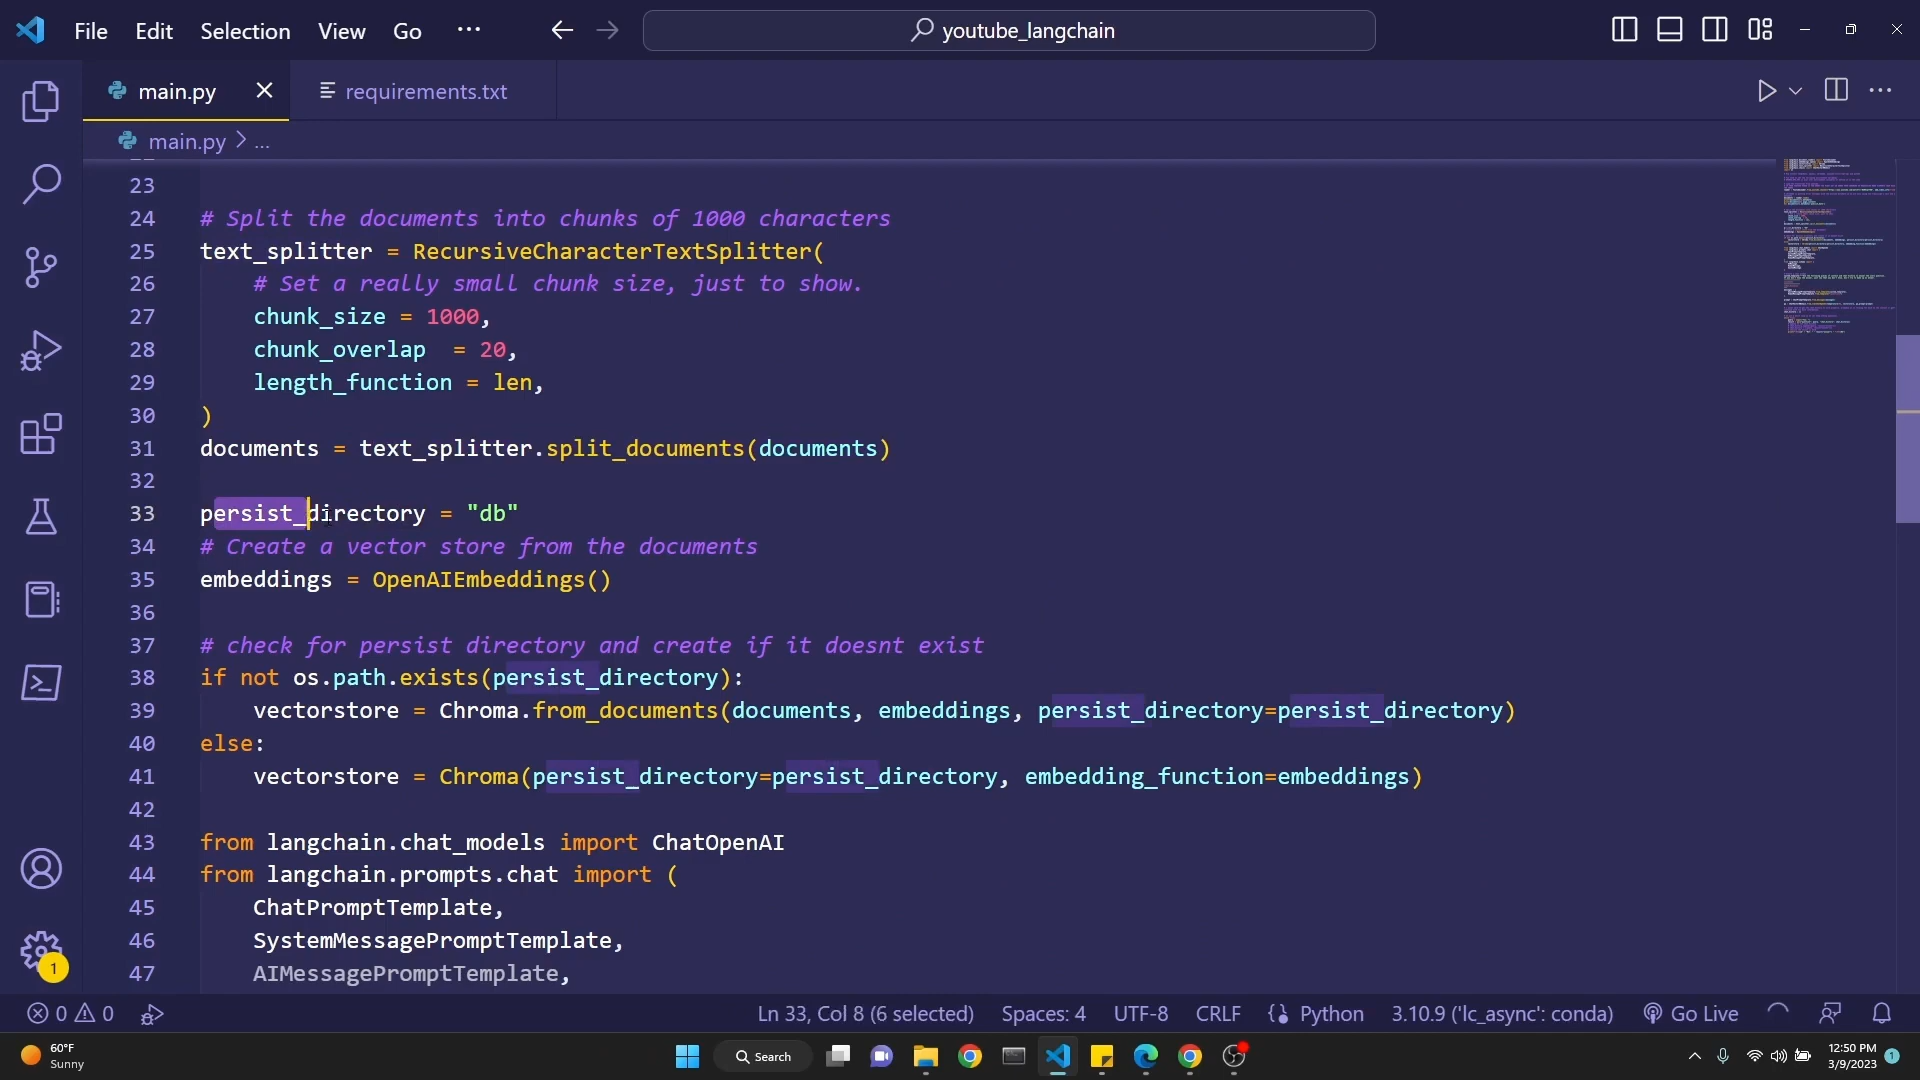 File Edit Selection View Go ... youtube_langchain
main.py requirements.txt
main.py > ...
23
24 # Split the documents into chunks of 1000 characters
25 text_splitter = RecursiveCharacterTextSplitter(
26 # Set a really small chunk size, just to show.
27 chunk_size = 1000,
28 chunk_overlap  = 20,
29 length_function = len,
30 )
31 documents = text_splitter.split_documents(documents)
32
33 persist_directory = "db"
34 # Create a vector store from the documents
35 embeddings = OpenAIEmbeddings()
36
37 # check for persist directory and create if it doesnt exist
38 if not os.path.exists(persist_directory):
39 vectorstore = Chroma.from_documents(documents, embeddings, persist_directory=persist_directory)
40 else:
41 vectorstore = Chroma(persist_directory=persist_directory, embedding_function=embeddings)
42
43 from langchain.chat_models import ChatOpenAI
44 from langchain.prompts.chat import (
45 ChatPromptTemplate,
46 SystemMessagePromptTemplate,
47 AIMessagePromptTemplate,
1
0 0 Ln 33, Col 8 (6 selected) Spaces: 4 UTF-8 CRLF Python 3.10.9 ('lc_async': conda) Go Live
60°F
Sunny
Search
12:50 PM
3/9/2023
1